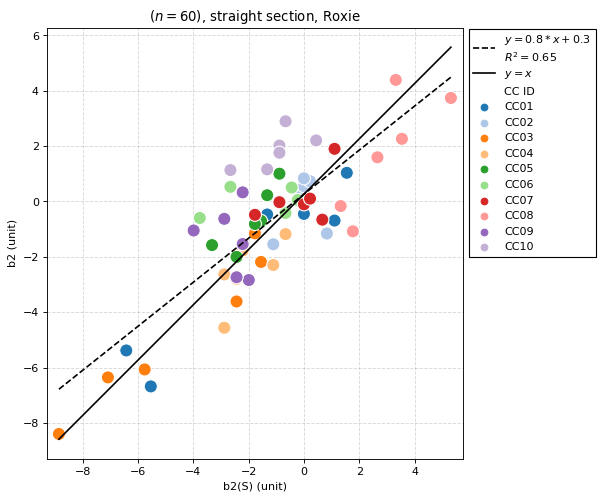 (n = 60), straight section, Roxie
6
4
2
0
−2
−4
−6
−8
b2 (unit)
−8
−6
−4
−2
0
2
4
b2(S) (unit)
y = 0.8 * x + 0.3
R² = 0.65
y = x
CC ID
CC01
CC02
CC03
CC04
CC05
CC06
CC07
CC08
CC09
CC10